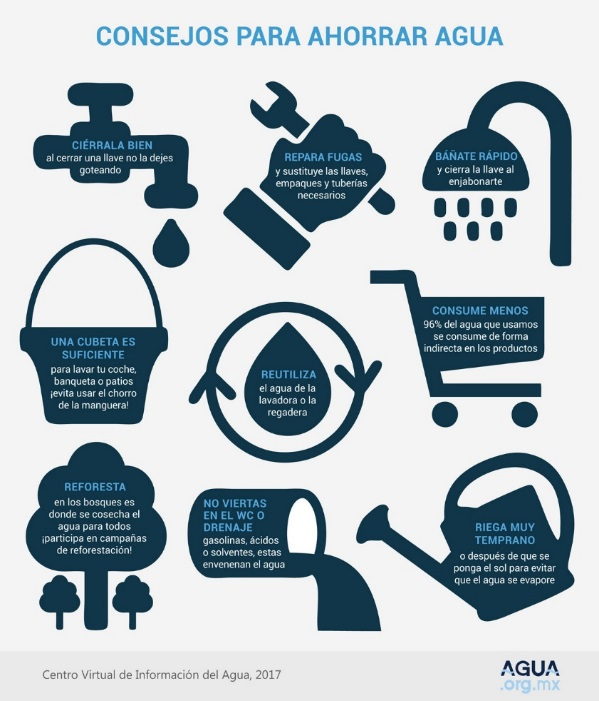 CONSEJOS PARA AHORRAR AGUA
CIÉRRALA BIEN
al cerrar una llave no la dejes
goteando
REPARA FUGAS
y sustituye las llaves,
empaques y tuberías
necesarios
BÁÑATE RÁPIDO
y cierra la llave al
enjabonarte
UNA CUBETA ES
SUFICIENTE
para lavar tu coche,
banqueta o patios
¡evita usar el chorro
de la manguera!
REUTILIZA
el agua de la
lavadora o la
regadera
CONSUME MENOS
96% del agua que usamos
se consume de forma
indirecta en los productos
REFORESTA
en los bosques es
donde se cosecha el
agua para todos
¡participa en campañas
de reforestación!
NO VIERTAS
EN EL WC O
DRENAJE
gasolinas, ácidos
o solventes, estas
envenenan el agua
RIEGA MUY
TEMPRANO
o después de que se
ponga el sol para evitar
que el agua se evapore
Centro Virtual de Información del Agua, 2017
AGUA
.org.mx